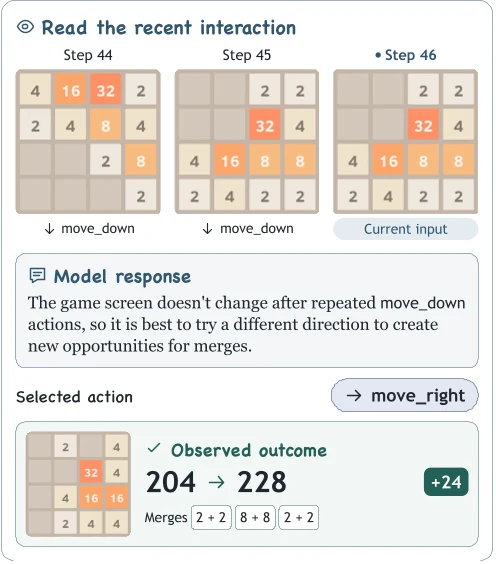 Read the recent interaction
Step 44 Step 45 • Step 46
4 16 32 2 2 2 2 2
2 4 8 4 32 4 32 4
2 8 4 16 8 8 4 16 8 8
2 2 4 2 2 2 4 2 2
↓ move_down ↓ move_down Current input
Model response
The game screen doesn't change after repeated move_down
actions, so it is best to try a different direction to create
new opportunities for merges.
Selected action → move_right
2 4
32 4
4 16 16
2 4 4
✓ Observed outcome
204 → 228 +24
Merges 2 + 2 8 + 8 2 + 2